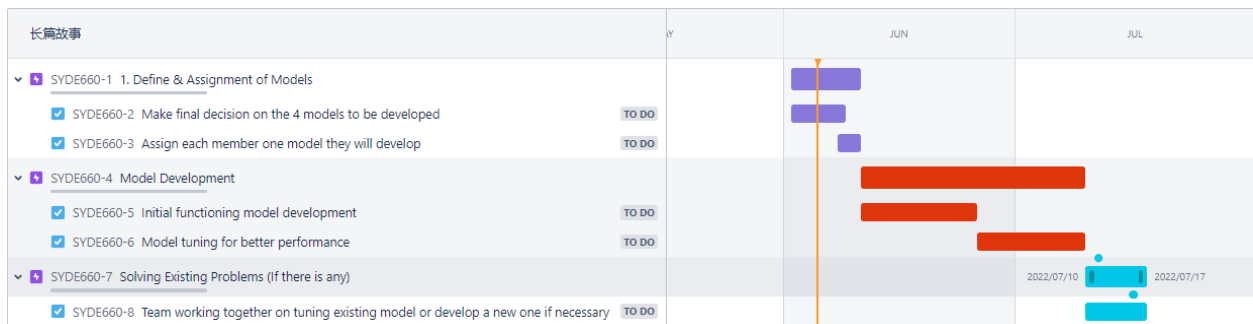 长篇故事
JUN
JUL
SYDE660-1 1. Define & Assignment of Models
SYDE660-2 Make final decision on the 4 models to be developed TO DO
SYDE660-3 Assign each member one model they will develop TO DO
SYDE660-4 Model Development
SYDE660-5 Initial functioning model development TO DO
SYDE660-6 Model tuning for better performance TO DO
SYDE660-7 Solving Existing Problems (If there is any) 2022/07/10 2022/07/17
SYDE660-8 Team working together on tuning existing model or develop a new one if necessary TO DO